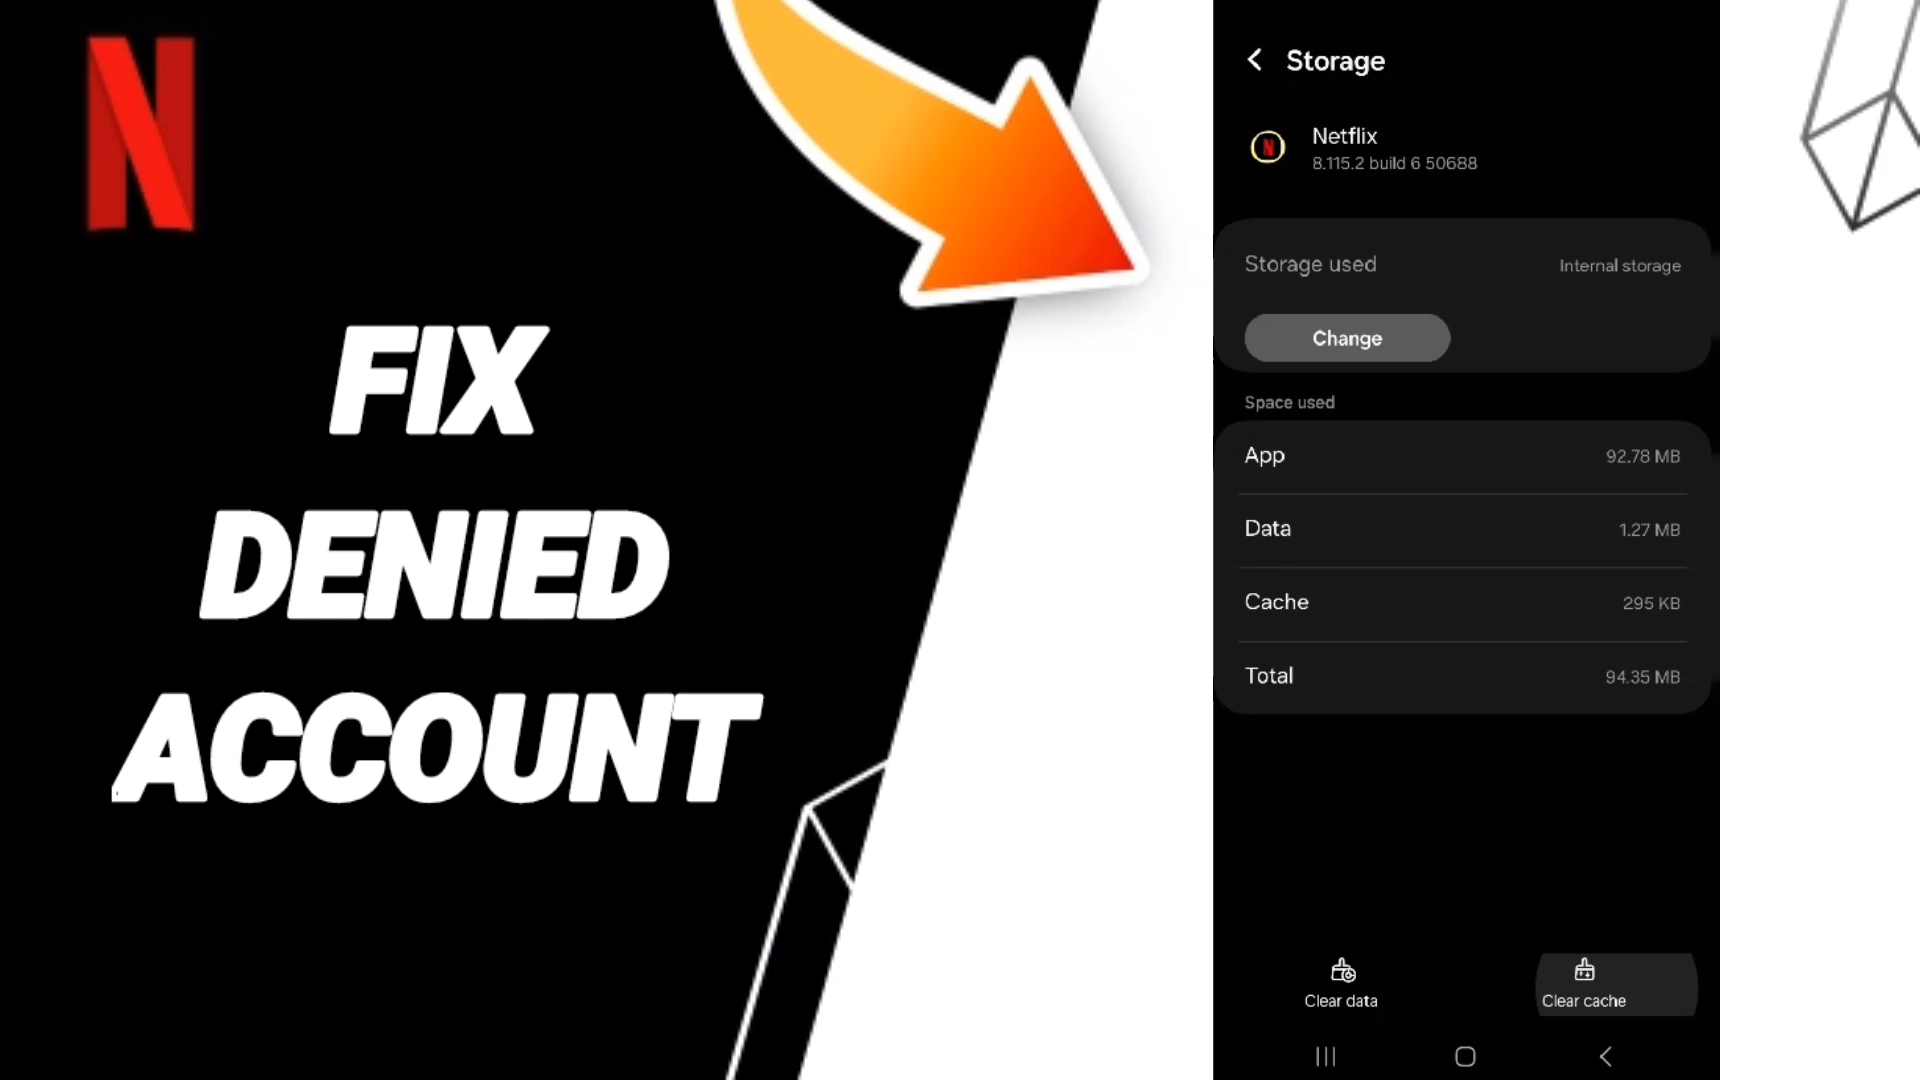 N
FIX
DENIED
ACCOUNT
Storage
N
Netflix
8.115.2 build 6 50688
Storage used
Internal storage
Change
Space used
App
92.78 MB
Data
1.27 MB
Cache
295 KB
Total
94.35 MB
Clear data
Clear cache